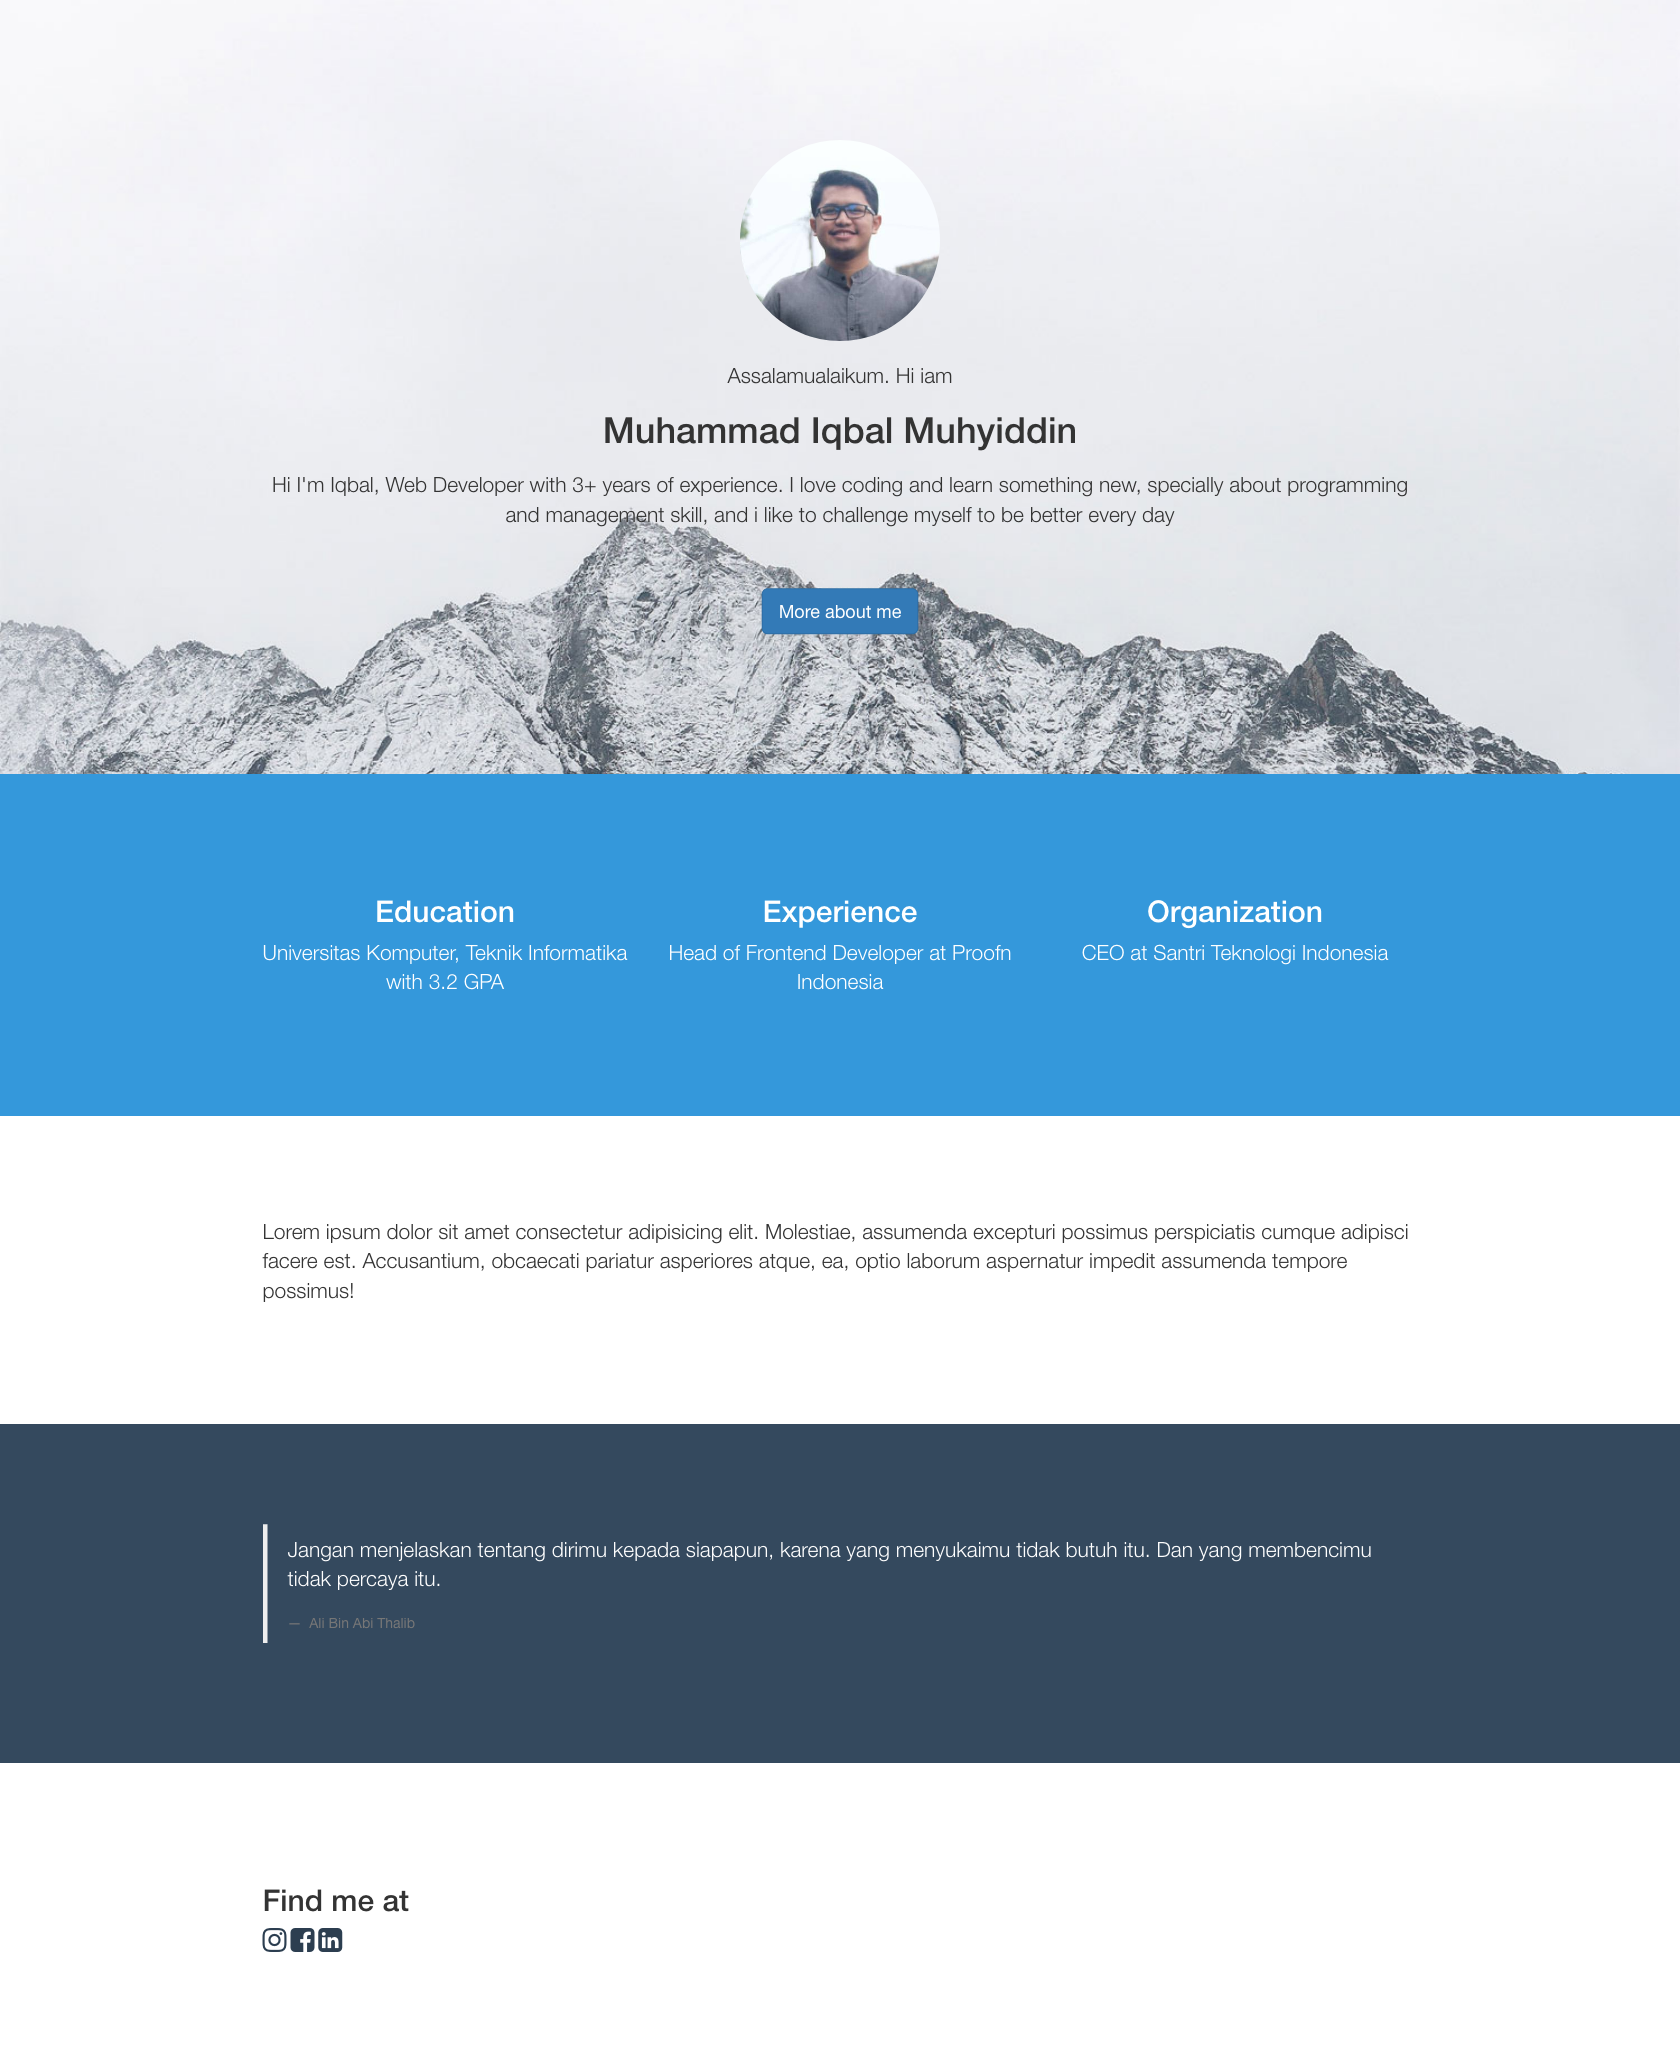 Assalamualaikum. Hi iam
Muhammad Iqbal Muhyiddin
Hi I'm Iqbal, Web Developer with 3+ years of experience. I love coding and learn something new, specially about programming
and management skill, and i like to challenge myself to be better every day
More about me
Education
Universitas Komputer, Teknik Informatika
with 3.2 GPA
Experience
Head of Frontend Developer at Proofn
Indonesia
Organization
CEO at Santri Teknologi Indonesia
Lorem ipsum dolor sit amet consectetur adipisicing elit. Molestiae, assumenda excepturi possimus perspiciatis cumque adipisci
facere est. Accusantium, obcaecati pariatur asperiores atque, ea, optio laborum aspernatur impedit assumenda tempore
possimus!
Jangan menjelaskan tentang dirimu kepada siapapun, karena yang menyukaimu tidak butuh itu. Dan yang membencimu
tidak percaya itu.
— Ali Bin Abi Thalib
Find me at